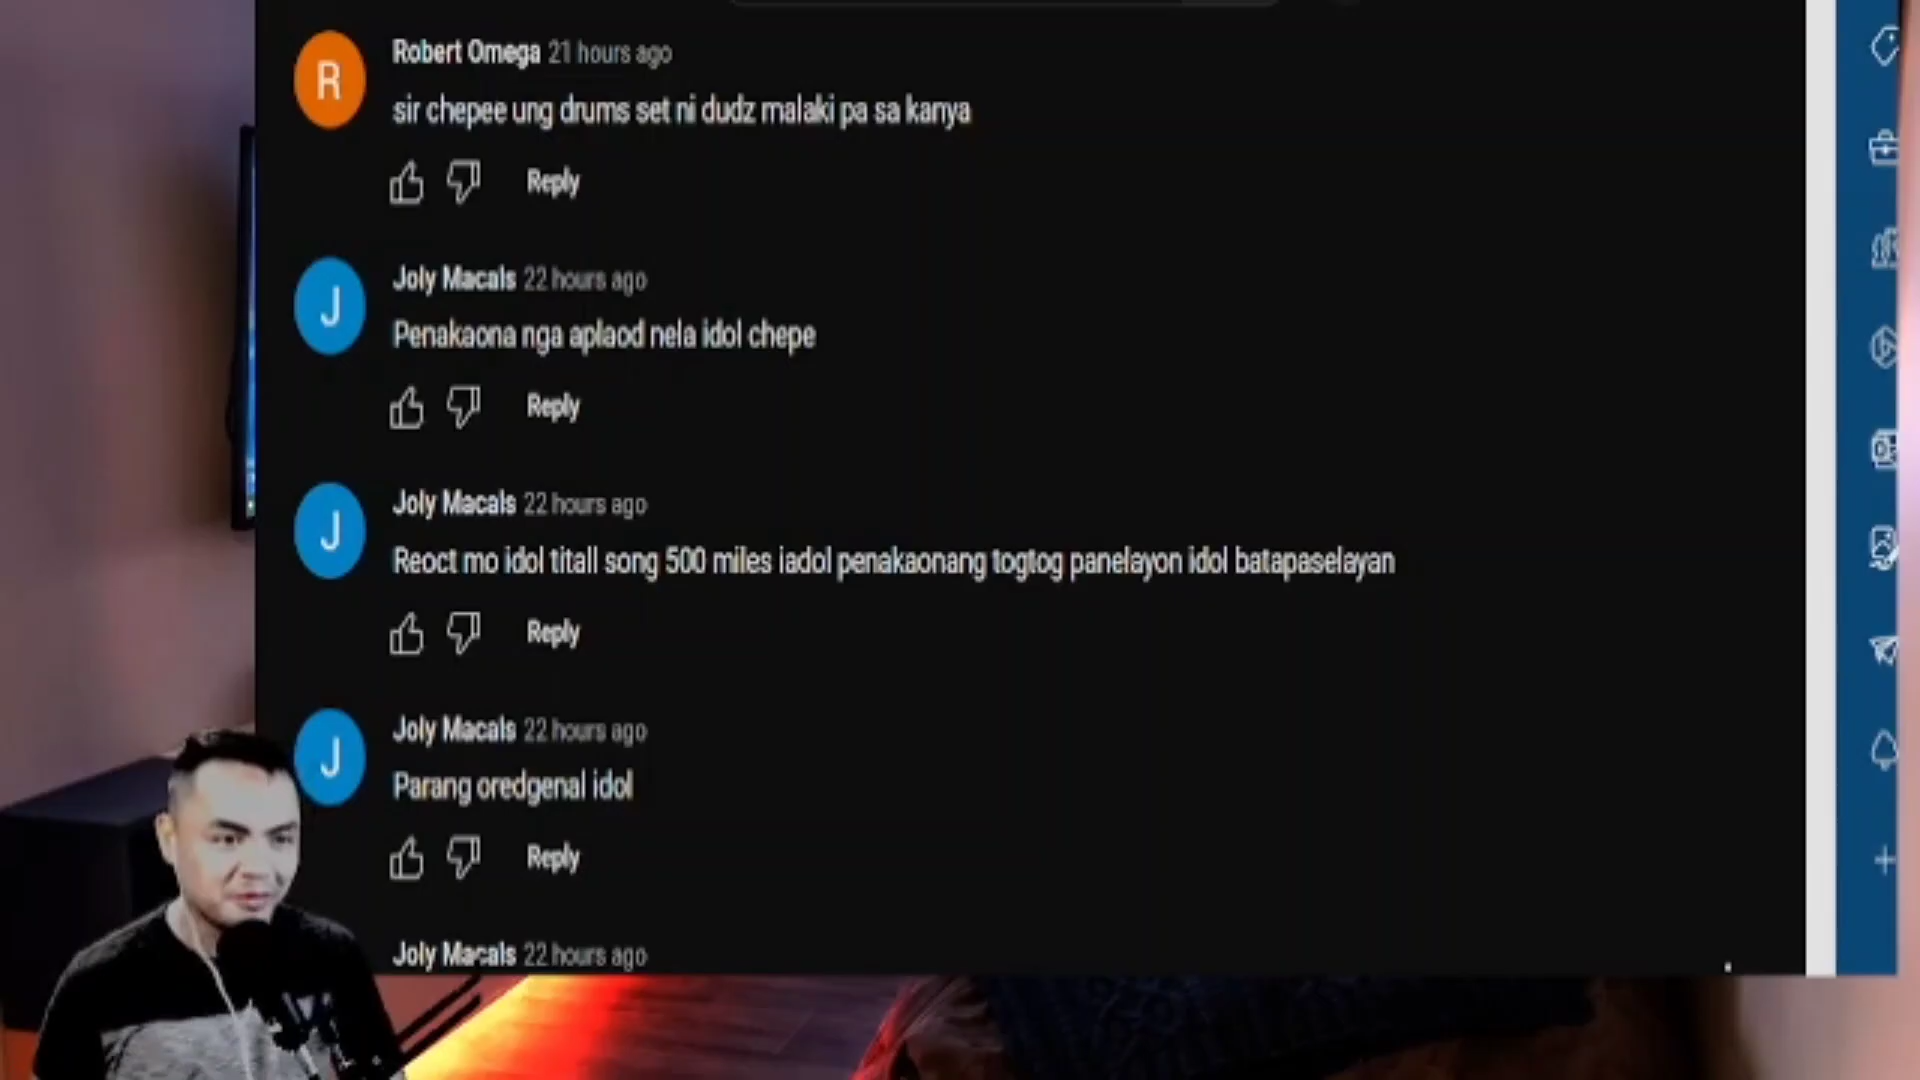 Robert Omega 21 hours ago
sir chepee ung drums set ni dudz malaki pa sa kanya
Reply
Joly Macals 22 hours ago
Penakaona nga aplaod nela idol chepe
Reply
Joly Macals 22 hours ago
Reoct mo idol titall song 500 miles iadol penakaonang togtog panelayon idol batapaselayan
Reply
Joly Macals 22 hours ago
Parang oredgenal idol
Reply
Joly Macals 22 hours ago
R
J
J
J